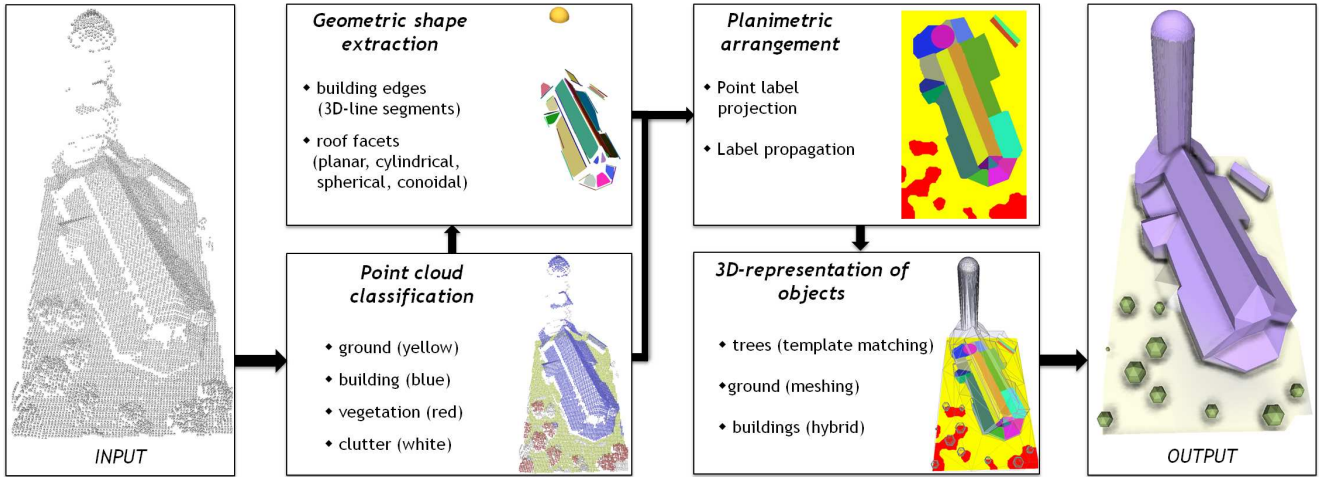 INPUT
Geometric shape
extraction
◆ building edges
(3D-line segments)
◆ roof facets
(planar, cylindrical,
spherical, conoidal)
Point cloud
classification
◆ ground (yellow)
◆ building (blue)
◆ vegetation (red)
◆ clutter (white)
Planimetric
arrangement
◆ Point label
projection
◆ Label propagation
3D-representation of
objects
◆ trees (template matching)
◆ground (meshing)
◆ buildings (hybrid)
OUTPUT